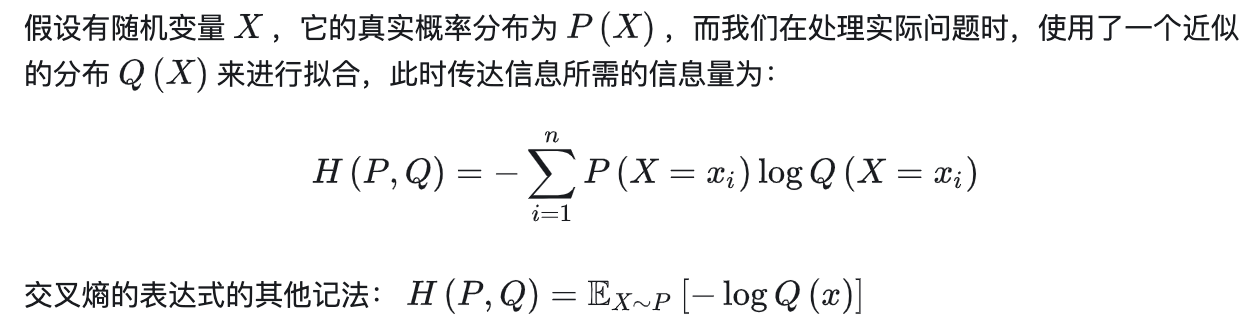 假设有随机变量 $X$ ，它的真实概率分布为 $P(X)$ ，而我们在处理实际问题时，使用了一个近似
的分布 $Q(X)$ 来进行拟合，此时传达信息所需的信息量为：
$H(P,Q) = -\sum_{i=1}^{n} P(X=x_i)\log Q(X=x_i)$
交叉熵的表达式的其他记法： $H(P,Q) = \mathbb{E}_{X\sim P}[-\log Q(x)]$